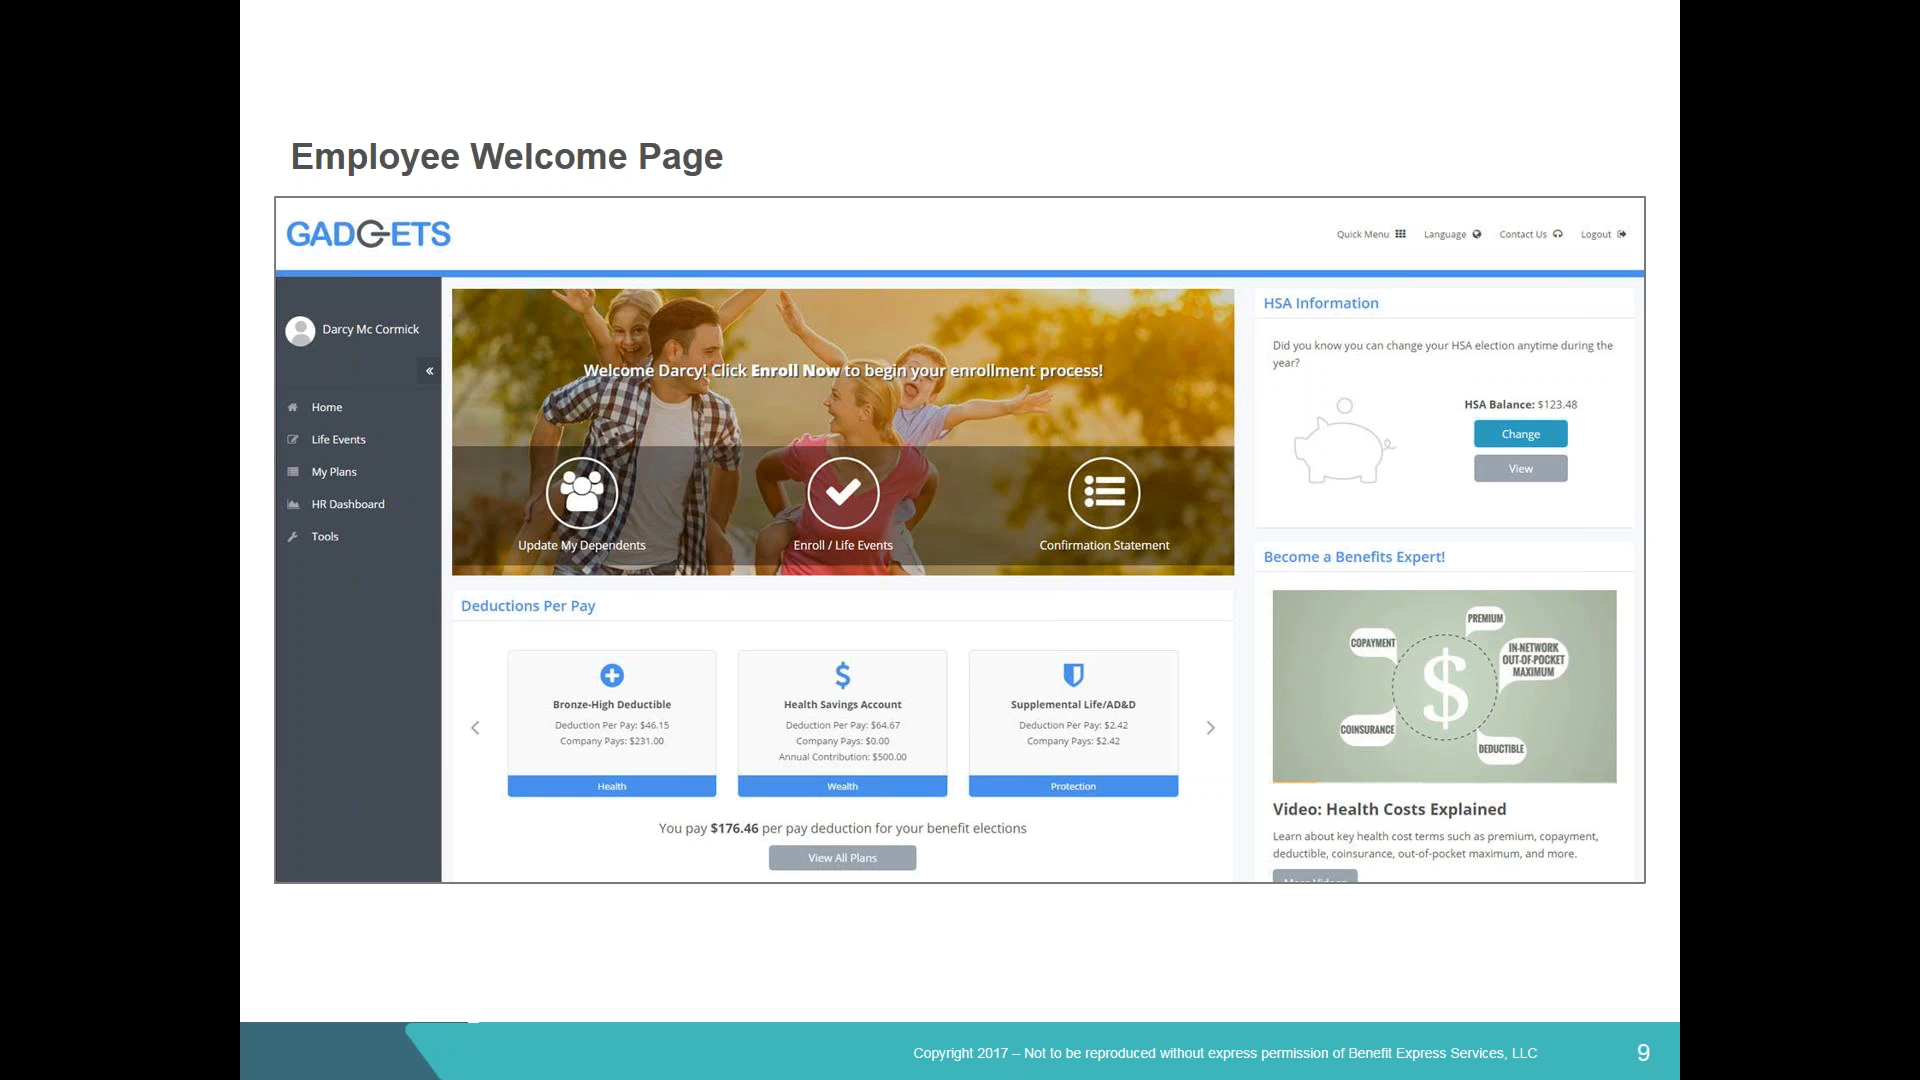 Employee Welcome Page
GADGETS
Quick Menu
Language
Contact Us
Logout
Darcy Mc Cormick
Home
Life Events
My Plans
HR Dashboard
Tools
Welcome Darcy! Click Enroll Now to begin your enrollment process!
Update My Dependents
Enroll / Life Events
Confirmation Statement
Deductions Per Pay
Bronze-High Deductible
Deduction Per Pay: $46.15
Company Pays: $231.00
Health
Health Savings Account
Deduction Per Pay: $64.67
Company Pays: $0.00
Annual Contribution: $500.00
Wealth
Supplemental Life/AD&D
Deduction Per Pay: $2.42
Company Pays: $2.42
Protection
You pay $176.46 per pay deduction for your benefit elections
View All Plans
HSA Information
Did you know you can change your HSA election anytime during the
year?
HSA Balance: $123.48
Change
View
Become a Benefits Expert!
PREMIUM
COPAYMENT
IN-NETWORK
OUT-OF-POCKET
MAXIMUM
$
COINSURANCE
DEDUCTIBLE
Video: Health Costs Explained
Learn about key health cost terms such as premium, copayment,
deductible, coinsurance, out-of-pocket maximum, and more.
More Videos
Copyright 2017 – Not to be reproduced without express permission of Benefit Express Services, LLC
9